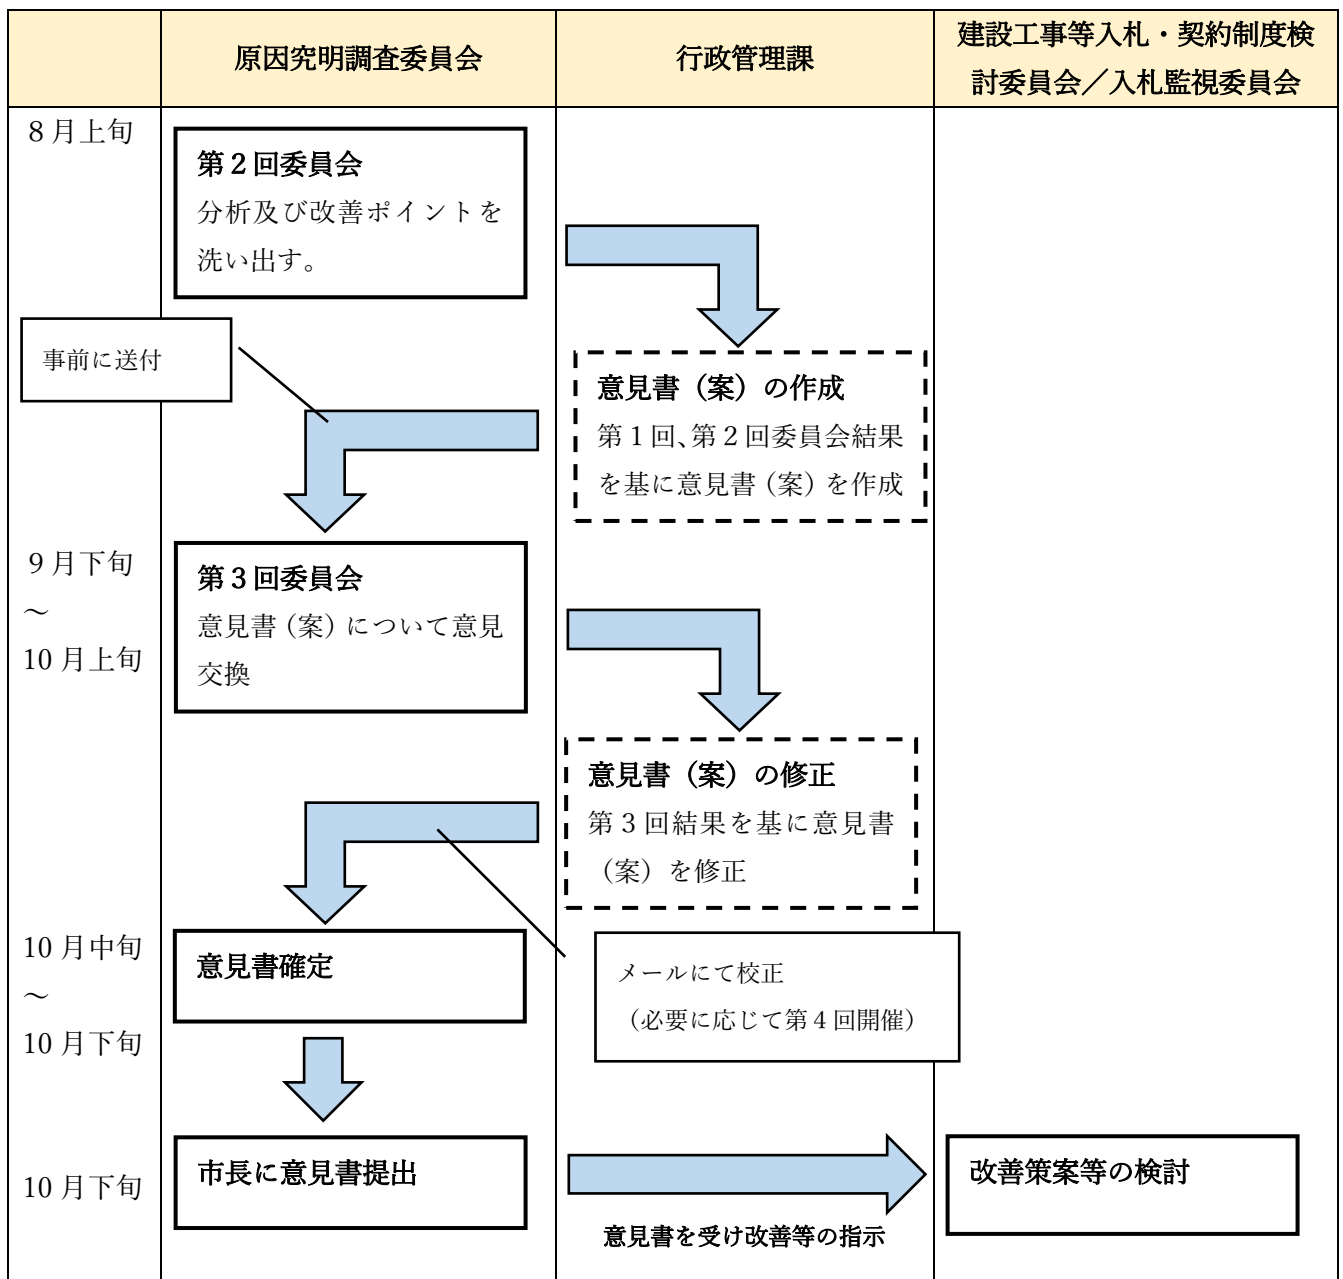 原因究明調査委員会
行政管理課
建設工事等入札・契約制度検
討委員会／入札監視委員会
8月上旬
第2回委員会
分析及び改善ポイントを
洗い出す。
事前に送付
意見書（案）の作成
第1回、第2回委員会結果
を基に意見書（案）を作成
9月下旬
～
10月上旬
第3回委員会
意見書（案）について意見
交換
意見書（案）の修正
第3回結果を基に意見書
（案）を修正
10月中旬
～
10月下旬
意見書確定
メールにて校正
（必要に応じて第4回開催）
10月下旬
市長に意見書提出
意見書を受け改善等の指示
改善策案等の検討